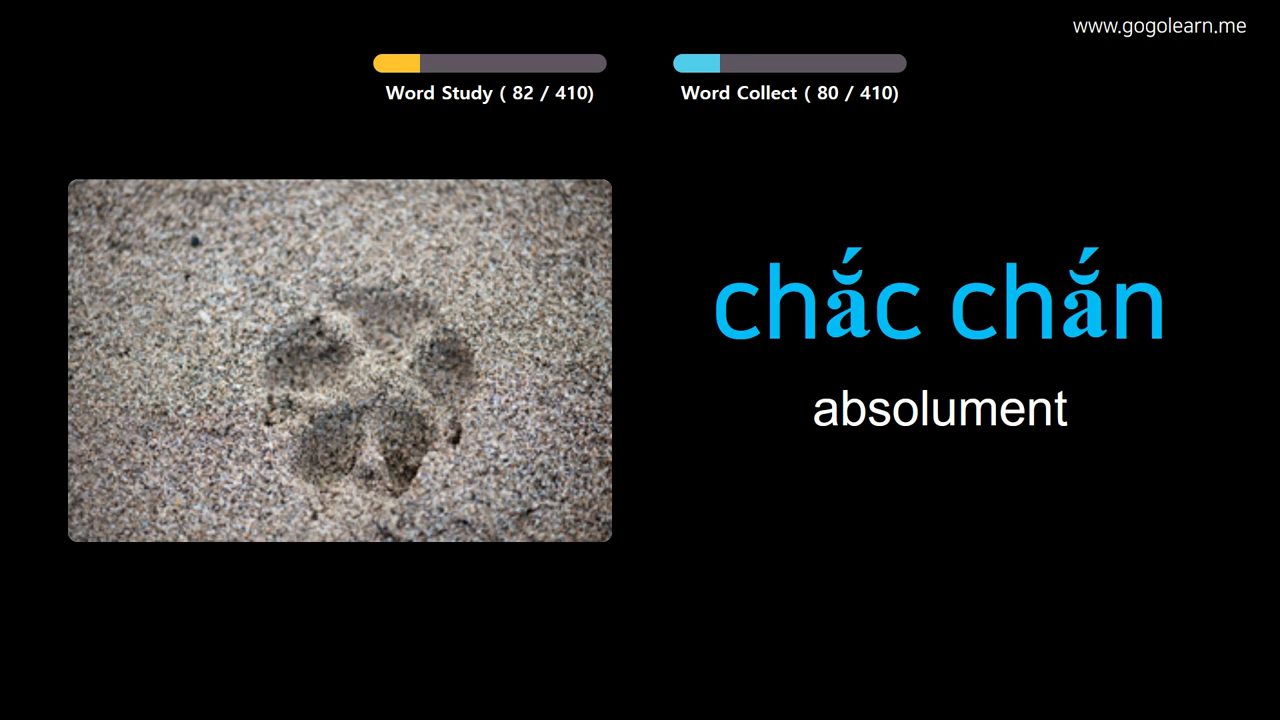 www.gogolearn.me
Word Study ( 82 / 410)
Word Collect ( 80 / 410)
chắc chắn
absolument